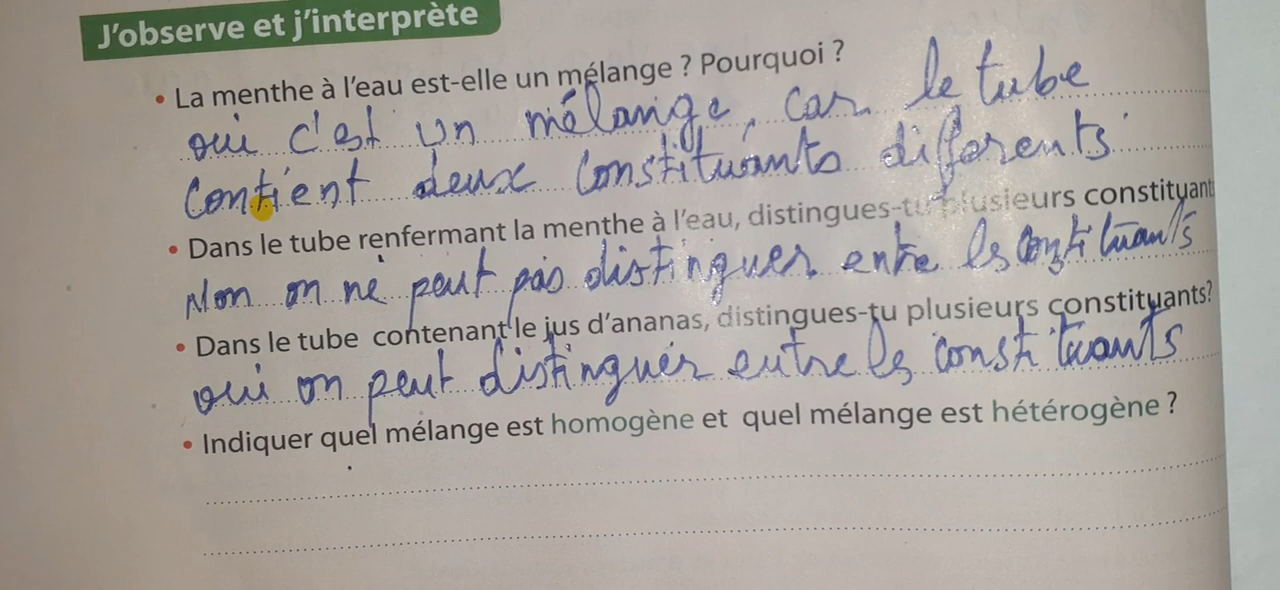 J'observe et j'interprète
• La menthe à l'eau est-elle un mélange ? Pourquoi ?
oui c'est un mélange, car le tube
contient deux constituants différents.
• Dans le tube renfermant la menthe à l'eau, distingues-tu plusieurs constituant
Non on ne peut pas distinguer entre les contituants
• Dans le tube contenant le jus d'ananas, distingues-tu plusieurs constituants?
oui on peut distinguer entre les constituants
• Indiquer quel mélange est homogène et quel mélange est hétérogène ?